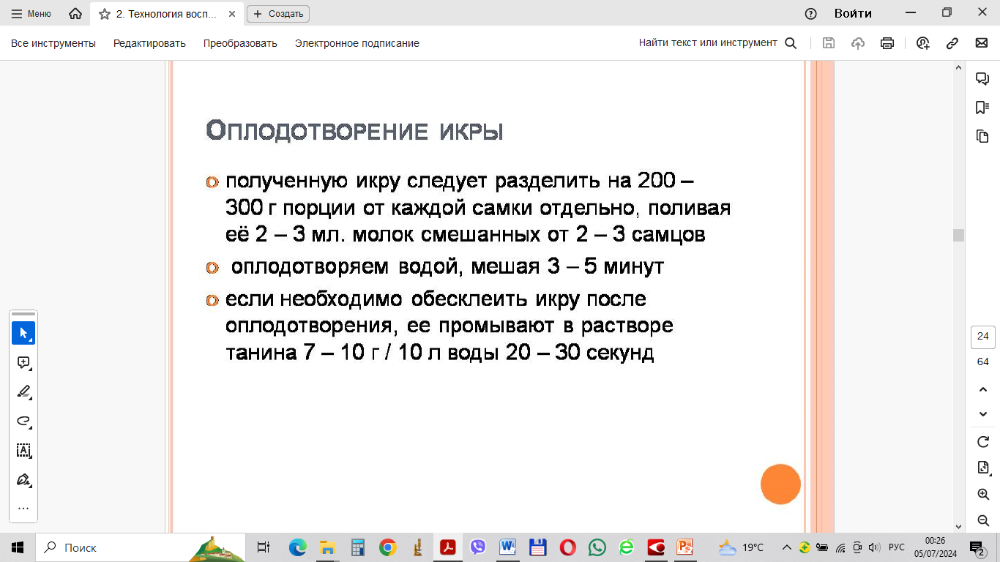 Меню
2. Технология восп...
Создать
Войти
Все инструменты
Редактировать
Преобразовать
Электронное подписание
Найти текст или инструмент
Оплодотворение икры
полученную икру следует разделить на 200 –
300 г порции от каждой самки отдельно, поливая
её 2 – 3 мл. молок смешанных от 2 – 3 самцов
оплодотворяем водой, мешая 3 – 5 минут
если необходимо обесклеить икру после
оплодотворения, ее промывают в растворе
танина 7 – 10 г / 10 л воды 20 – 30 секунд
24
64
Поиск
19°C
РУС
00:26
05/07/2024
2